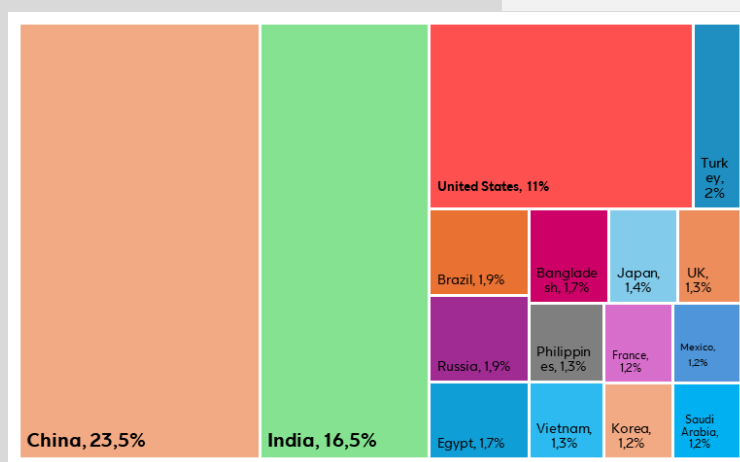 China, 23,5%
India, 16,5%
United States, 11%
Turk
ey,
2%
Brazil, 1,9%
Banglade
sh, 1,7%
Japan,
1,4%
UK,
1,3%
Russia, 1,9%
Philippin
es, 1,3%
France,
1,2%
Mexico,
1,2%
Egypt, 1,7%
Vietnam,
1,3%
Korea,
1,2%
Saudi
Arabia,
1,2%